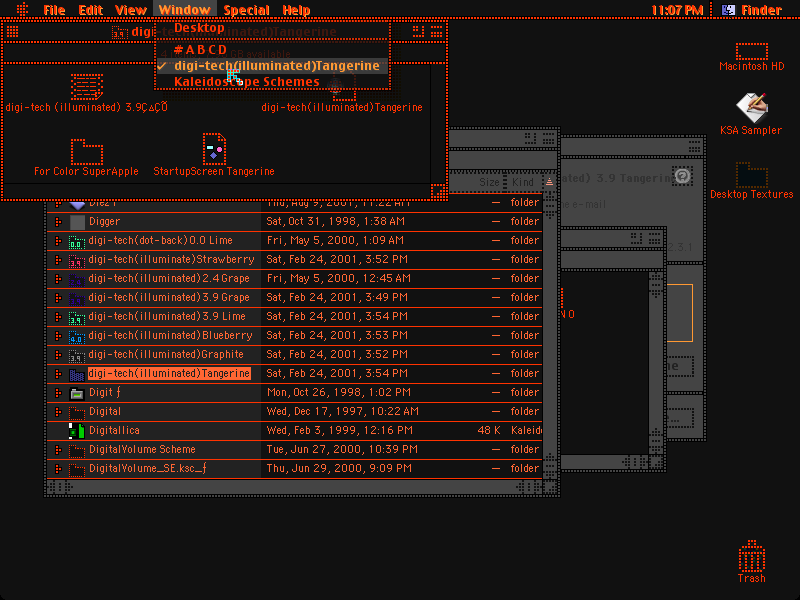 File Edit View Window Special Help 11:07 PM Finder
Desktop
#ABCD
✓ digi-tech(illuminated)Tangerine
Kaleidoscope Schemes
digi-tech (illuminated) 3.9
digi-tech(illuminated)Tangerine
For Color SuperApple
StartupScreen Tangerine
Macintosh HD
KSA Sampler
Desktop Textures
Size Kind
Thu, Aug 9, 2001, 11:22 AM — folder
Digger Sat, Oct 31, 1998, 1:38 AM — folder
digi-tech(dot-back)0.0 Lime Fri, May 5, 2000, 1:09 AM — folder
digi-tech(illuminate)Strawberry Sat, Feb 24, 2001, 3:52 PM — folder
digi-tech(illuminated)2.4 Grape Fri, May 5, 2000, 12:45 AM — folder
digi-tech(illuminated)3.9 Grape Sat, Feb 24, 2001, 3:49 PM — folder
digi-tech(illuminated)3.9 Lime Sat, Feb 24, 2001, 3:54 PM — folder
digi-tech(illuminated)Blueberry Sat, Feb 24, 2001, 3:53 PM — folder
digi-tech(illuminated)Graphite Sat, Feb 24, 2001, 3:52 PM — folder
digi-tech(illuminated)Tangerine Sat, Feb 24, 2001, 3:54 PM — folder
Digit ƒ Mon, Oct 26, 1998, 1:02 PM — folder
Digital Wed, Dec 17, 1997, 10:22 AM — folder
Digitallica Wed, Feb 3, 1999, 12:16 PM 48 K Kaleid
DigitalVolume Scheme Tue, Jun 27, 2000, 10:39 PM — folder
DigitalVolume_SE.ksc_ƒ Thu, Jun 29, 2000, 9:09 PM — folder
Trash